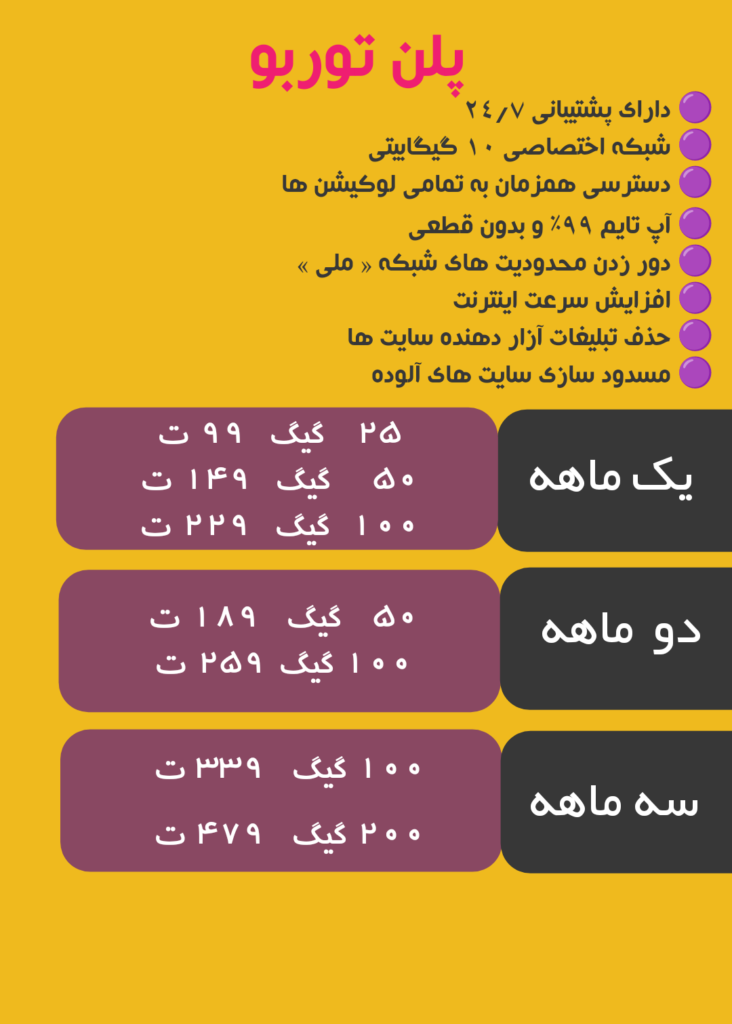 پلن توربو
دارای پشتیبانی ۲۴/۷
شبکه اختصاصی ۱۰ گیگابیتی
دسترسی همزمان به تمامی لوکیشن ها
آپ تایم ۹۹٪ و بدون قطعی
دور زدن محدودیت های شبکه « ملی »
افزایش سرعت اینترنت
حذف تبلیغات آزار دهنده سایت ها
مسدود سازی سایت های آلوده
یک ماهه
۲۵ گیگ ۹۹ ت
۵۰ گیگ ۱۴۹ ت
۱۰۰ گیگ ۲۲۹ ت
دو ماهه
۵۰ گیگ ۱۸۹ ت
۱۰۰ گیگ ۲۵۹ ت
سه ماهه
۱۰۰ گیگ ۳۳۹ ت
۲۰۰ گیگ ۴۷۹ ت